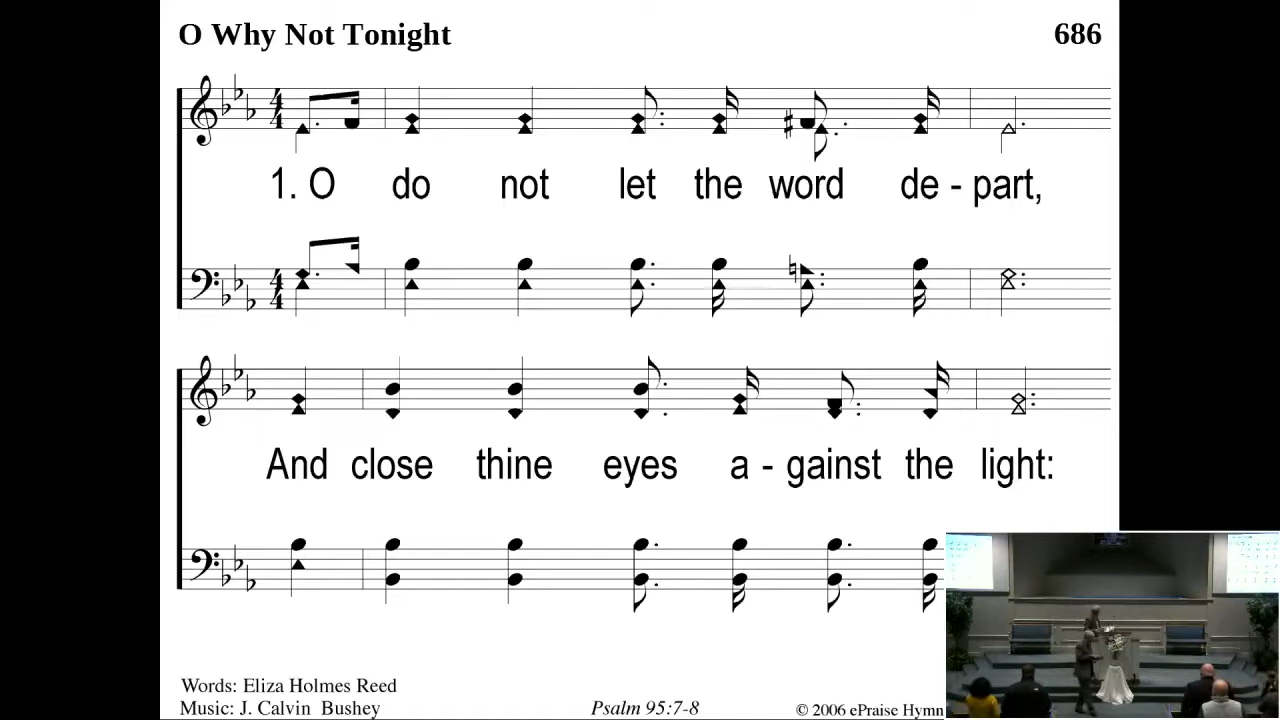 O Why Not Tonight 686
1. O do not let the word de - part,
And close thine eyes a - gainst the light:
Words: Eliza Holmes Reed
Music: J. Calvin Bushey Psalm 95:7-8 © 2006 ePraise Hymn